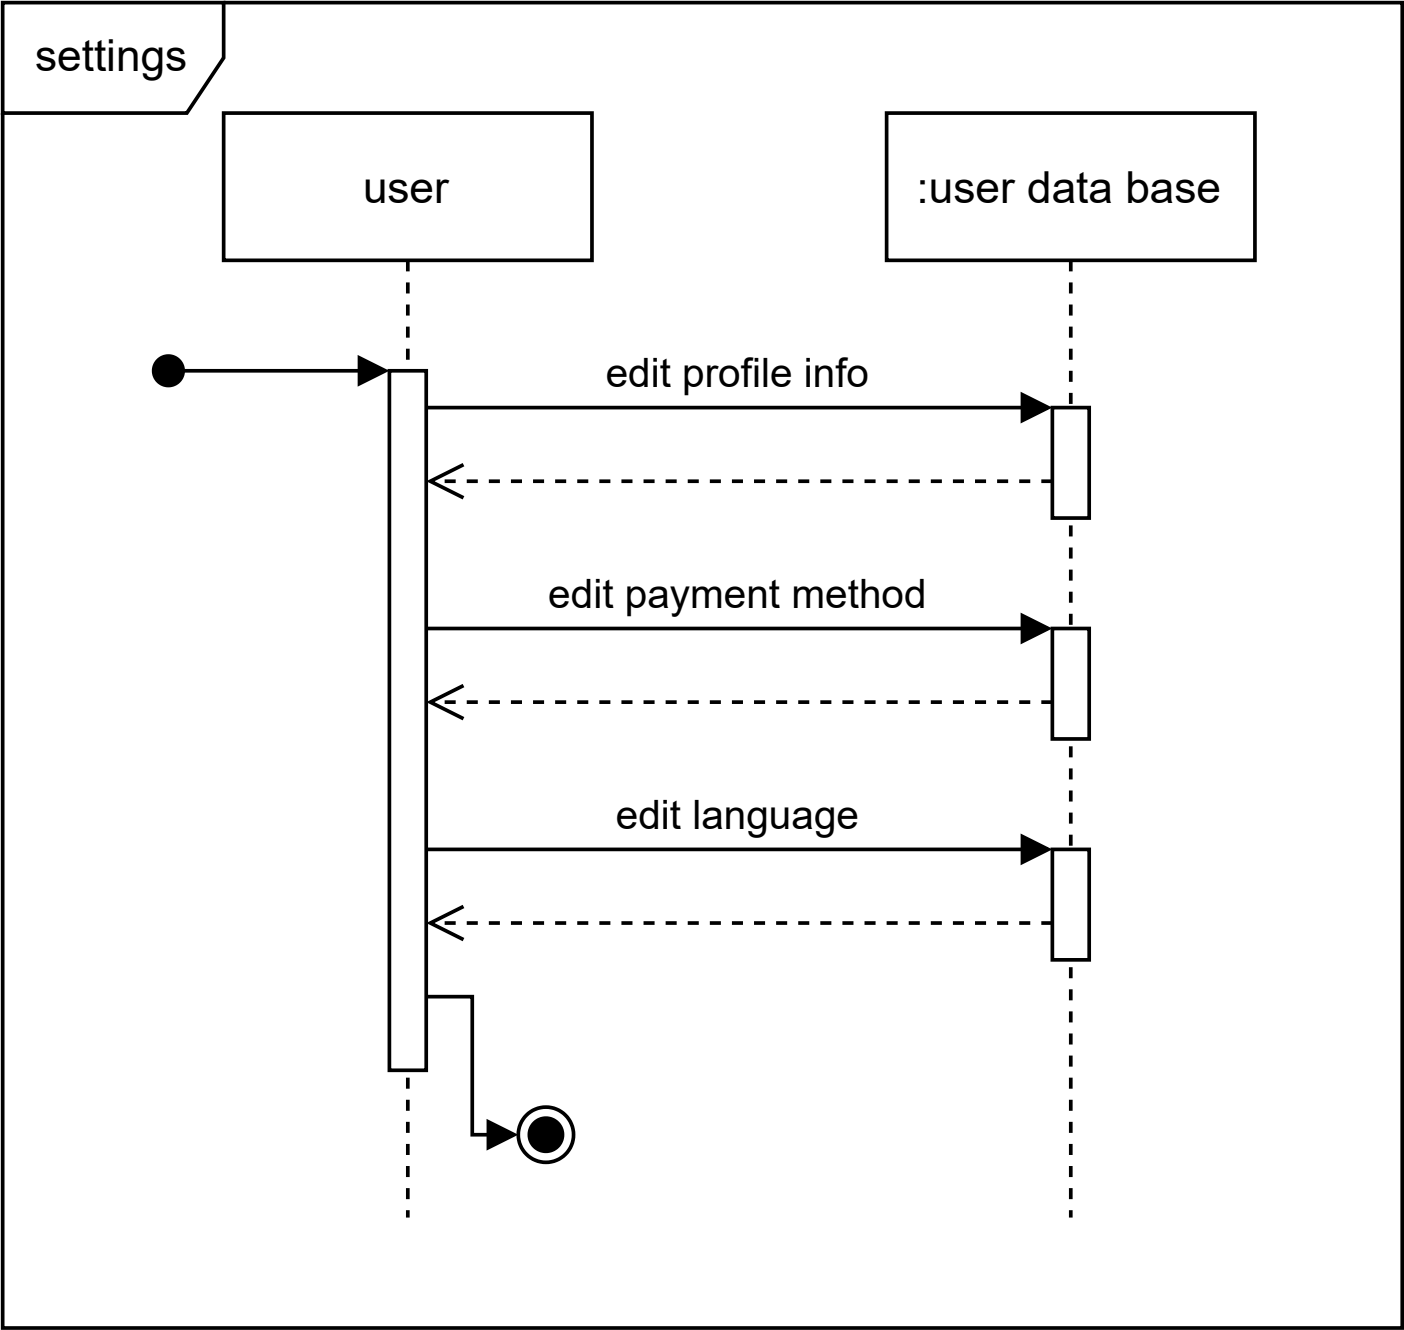 settings
user
:user data base
edit profile info
edit payment method
edit language